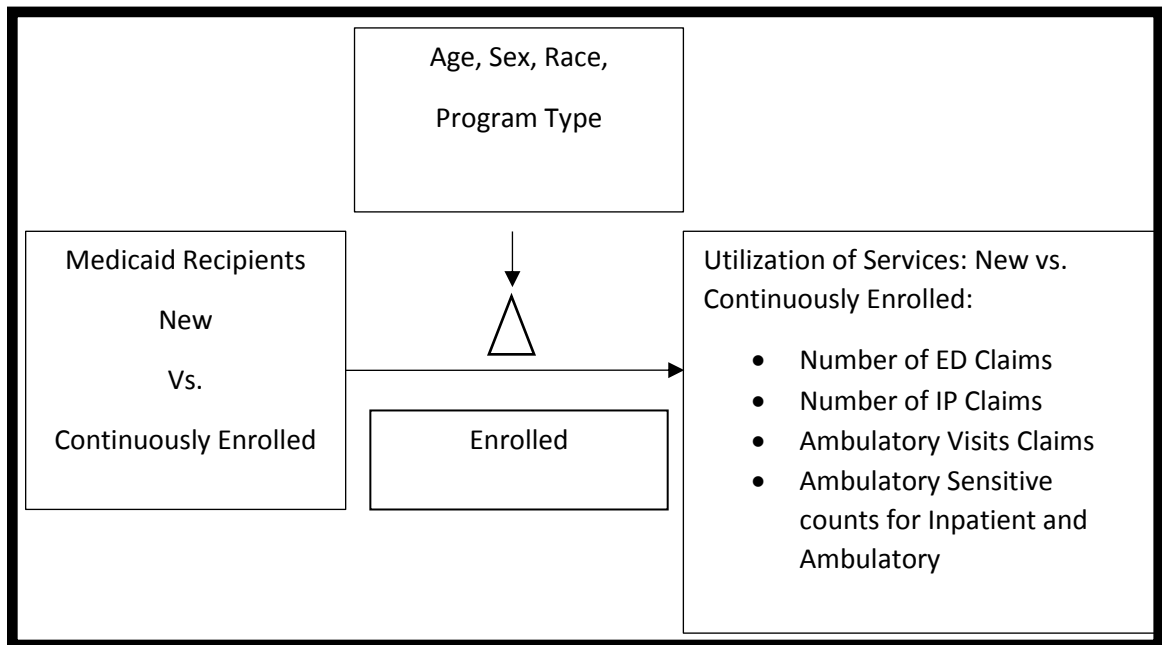 Age, Sex, Race,
Program Type
Medicaid Recipients
New
Vs.
Continuously Enrolled
Enrolled
Utilization of Services: New vs.
Continuously Enrolled:
• Number of ED Claims
• Number of IP Claims
• Ambulatory Visits Claims
• Ambulatory Sensitive
counts for Inpatient and
Ambulatory